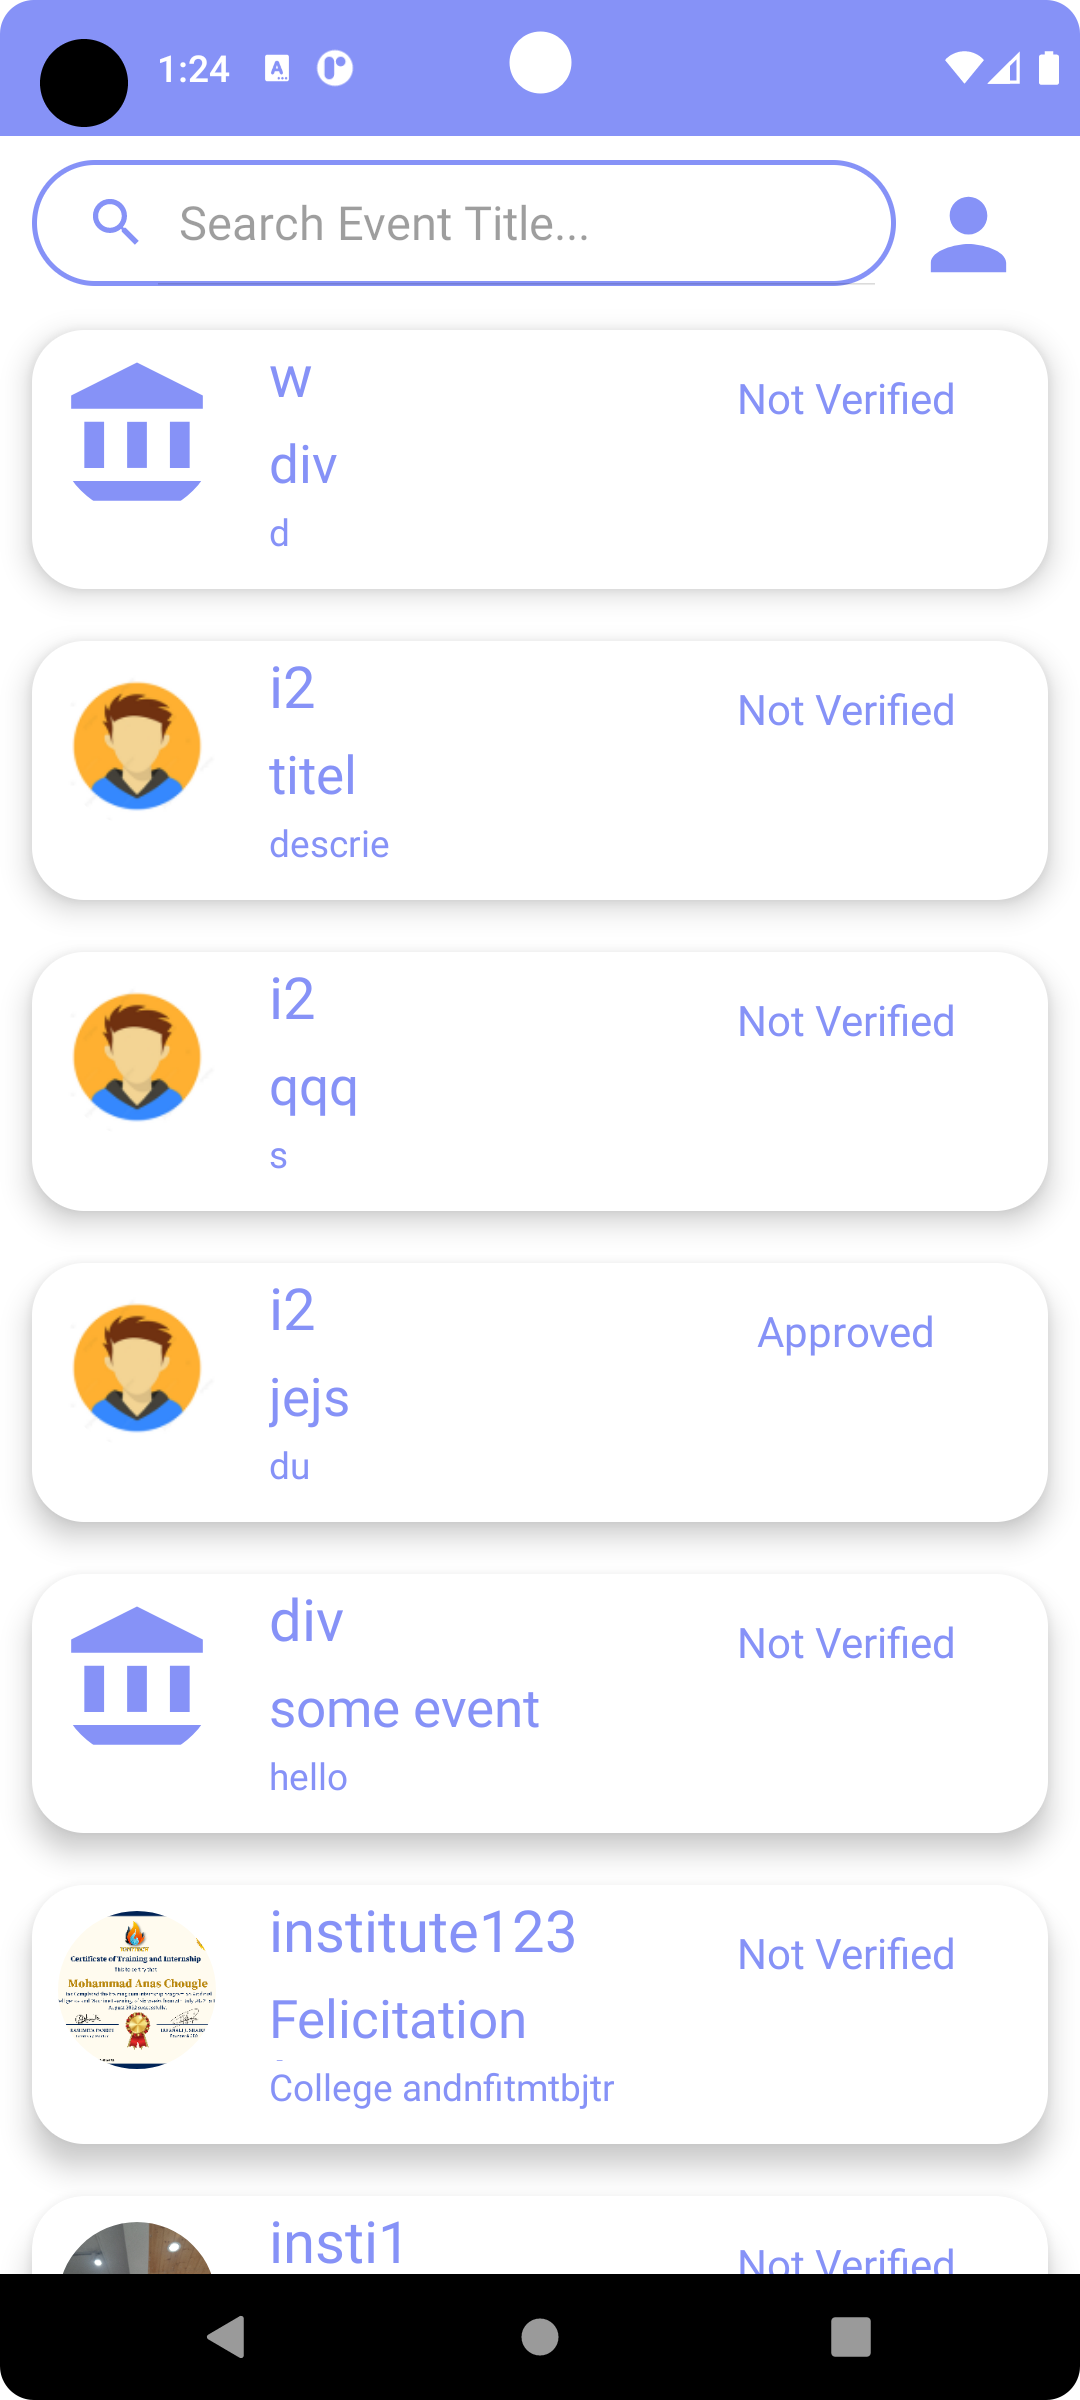 1:24
Search Event Title...
w
Not Verified
div
d
i2
Not Verified
titel
descrie
i2
Not Verified
qqq
s
i2
Approved
jejs
du
div
Not Verified
some event
hello
institute123
Not Verified
Certificate of Training and Internship
Mohammad Anas Chougle
Felicitation
College andnfitmtbjtr
insti1
Not Verified